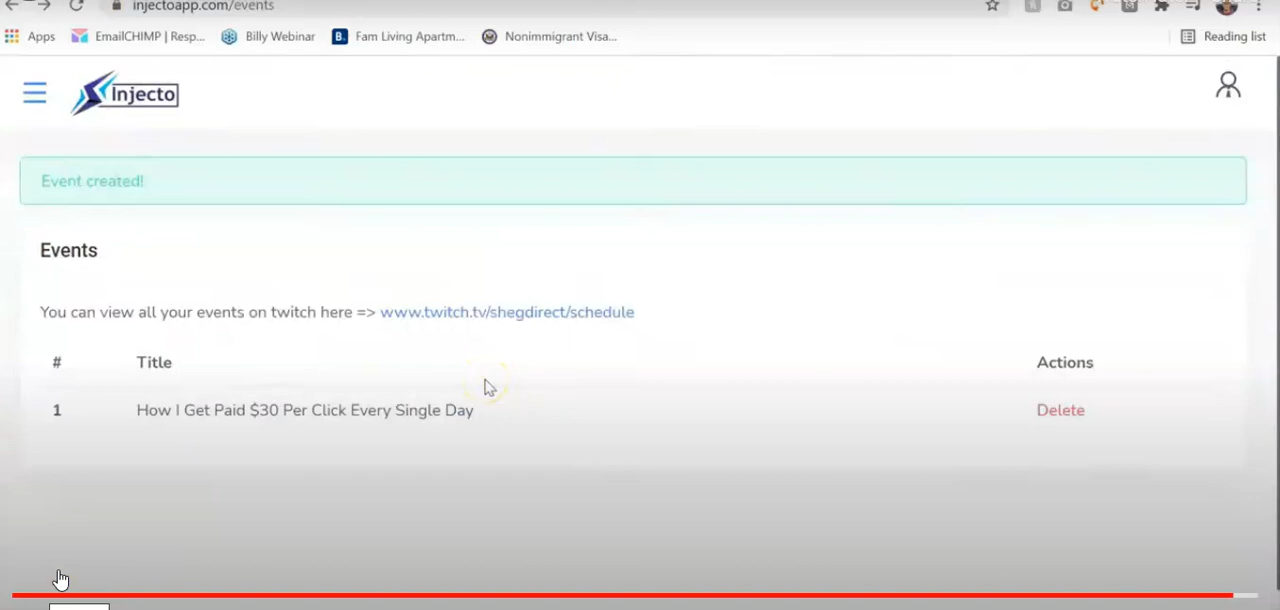 injectoapp.com/events
Apps EmailCHIMP | Resp... Billy Webinar B. Fam Living Apartm... Nonimmigrant Visa... Reading list
Injecto
Event created!
Events
You can view all your events on twitch here => www.twitch.tv/shegdirect/schedule
# Title Actions
1 How I Get Paid $30 Per Click Every Single Day Delete